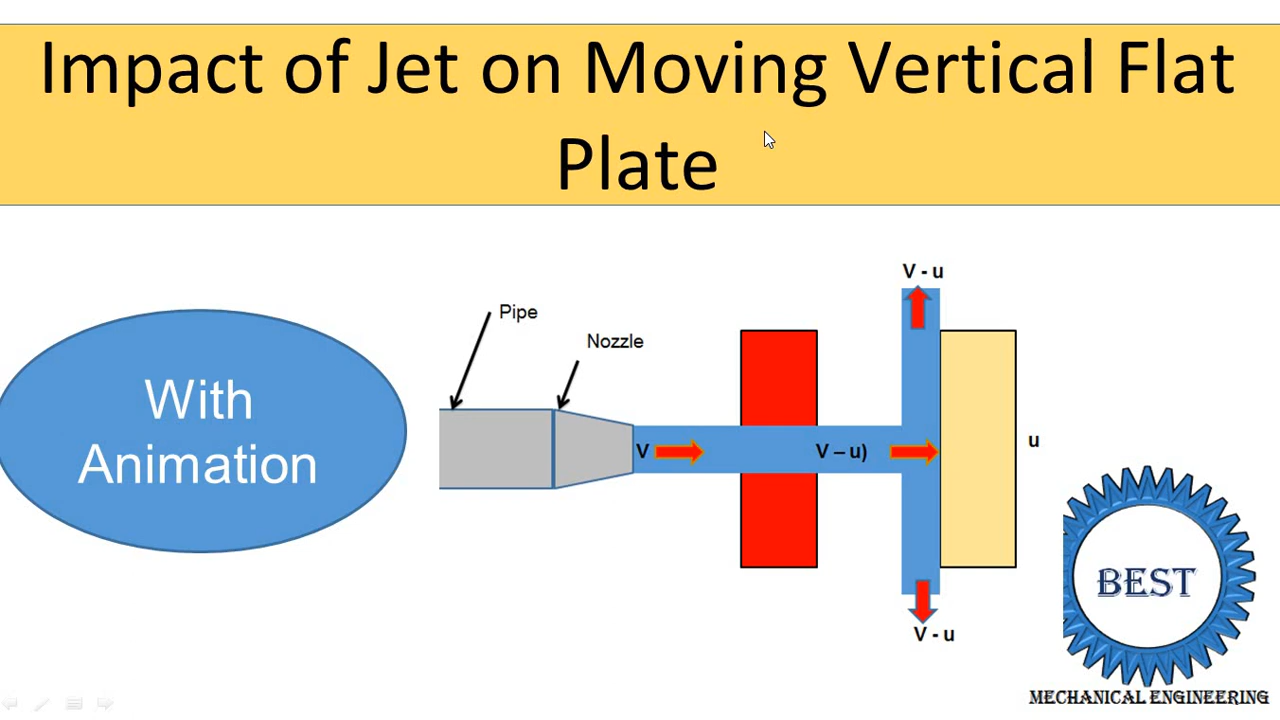 Impact of Jet on Moving Vertical Flat
Plate
With
Animation
Pipe
Nozzle
V - u
V
V – u)
u
V - u
BEST
MECHANICAL ENGINEERING